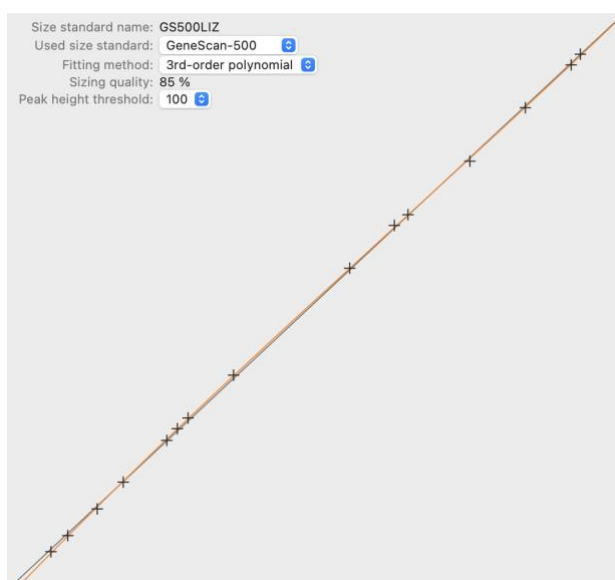 Size standard name: GS500LIZ
Used size standard: GeneScan-500
Fitting method: 3rd-order polynomial
Sizing quality: 85 %
Peak height threshold: 100